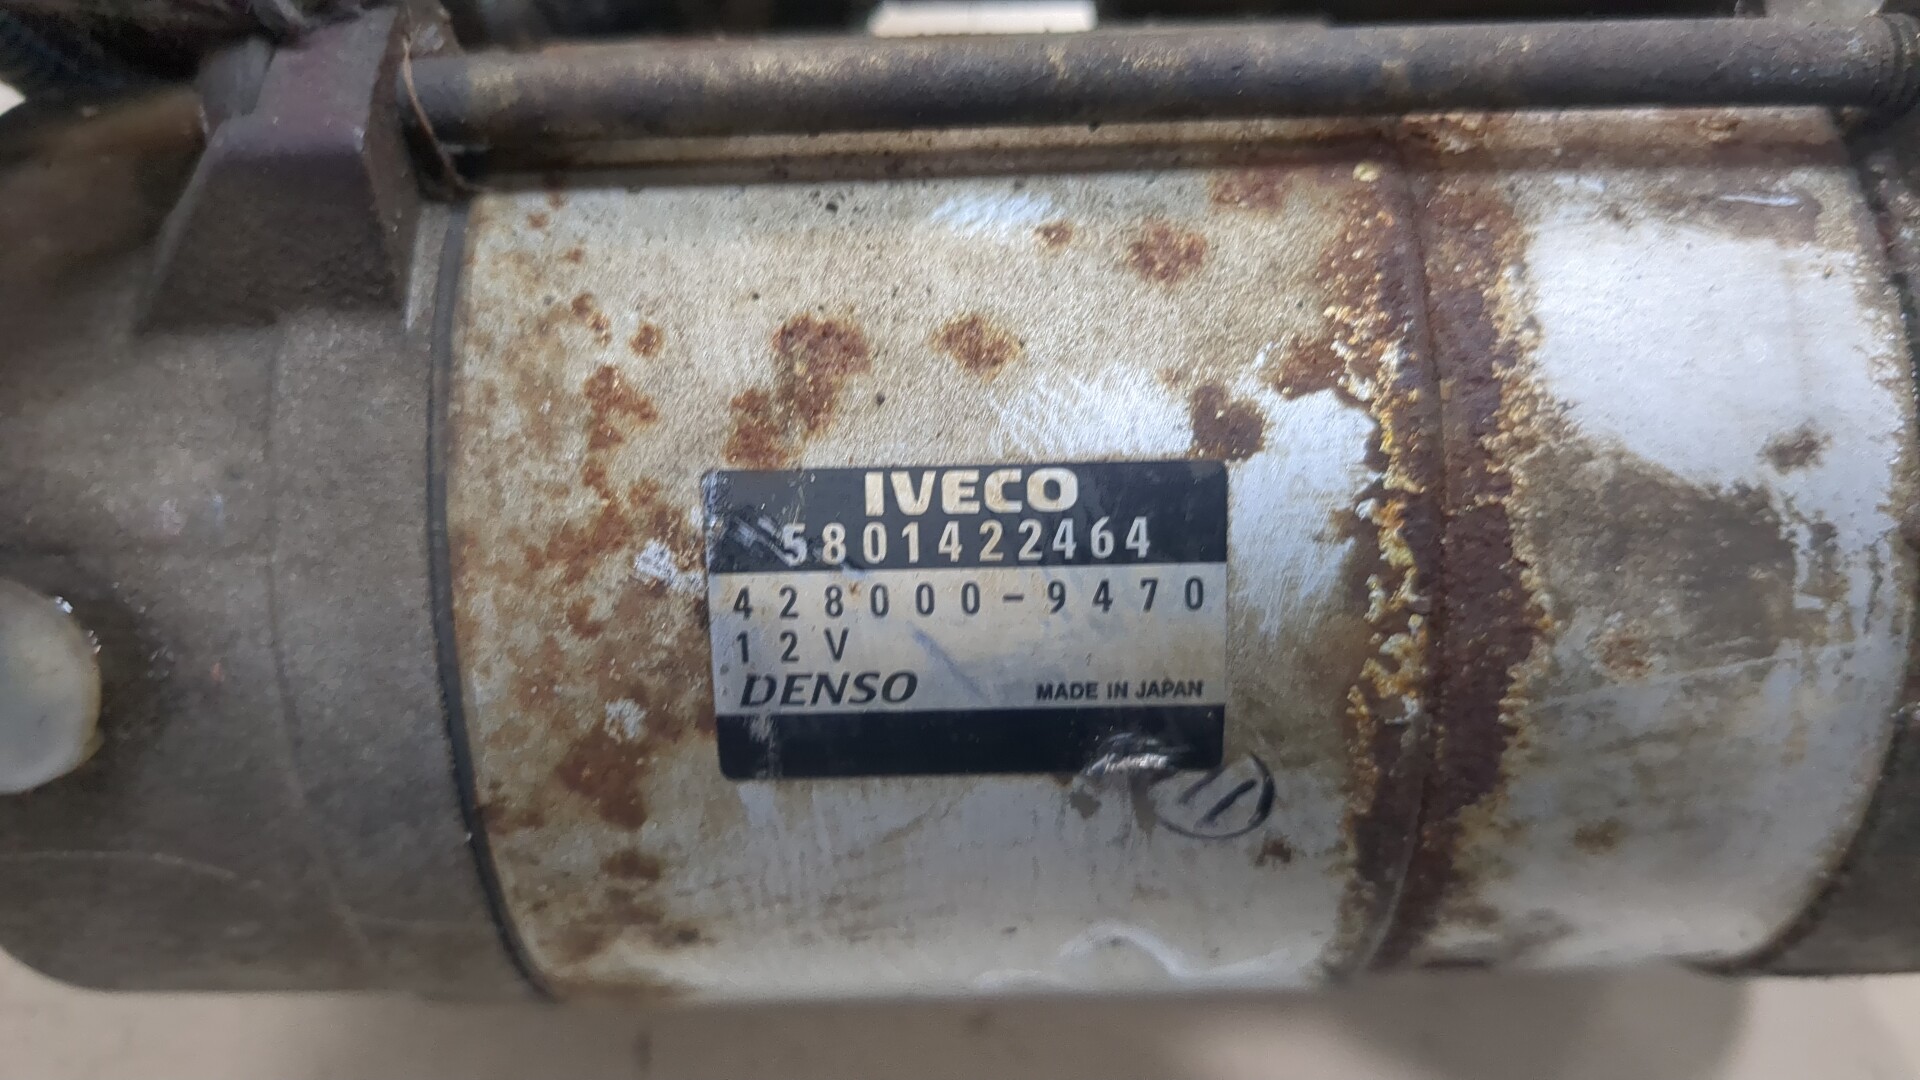 IVECO
5801422464
428000-9470
12V
DENSO MADE IN JAPAN